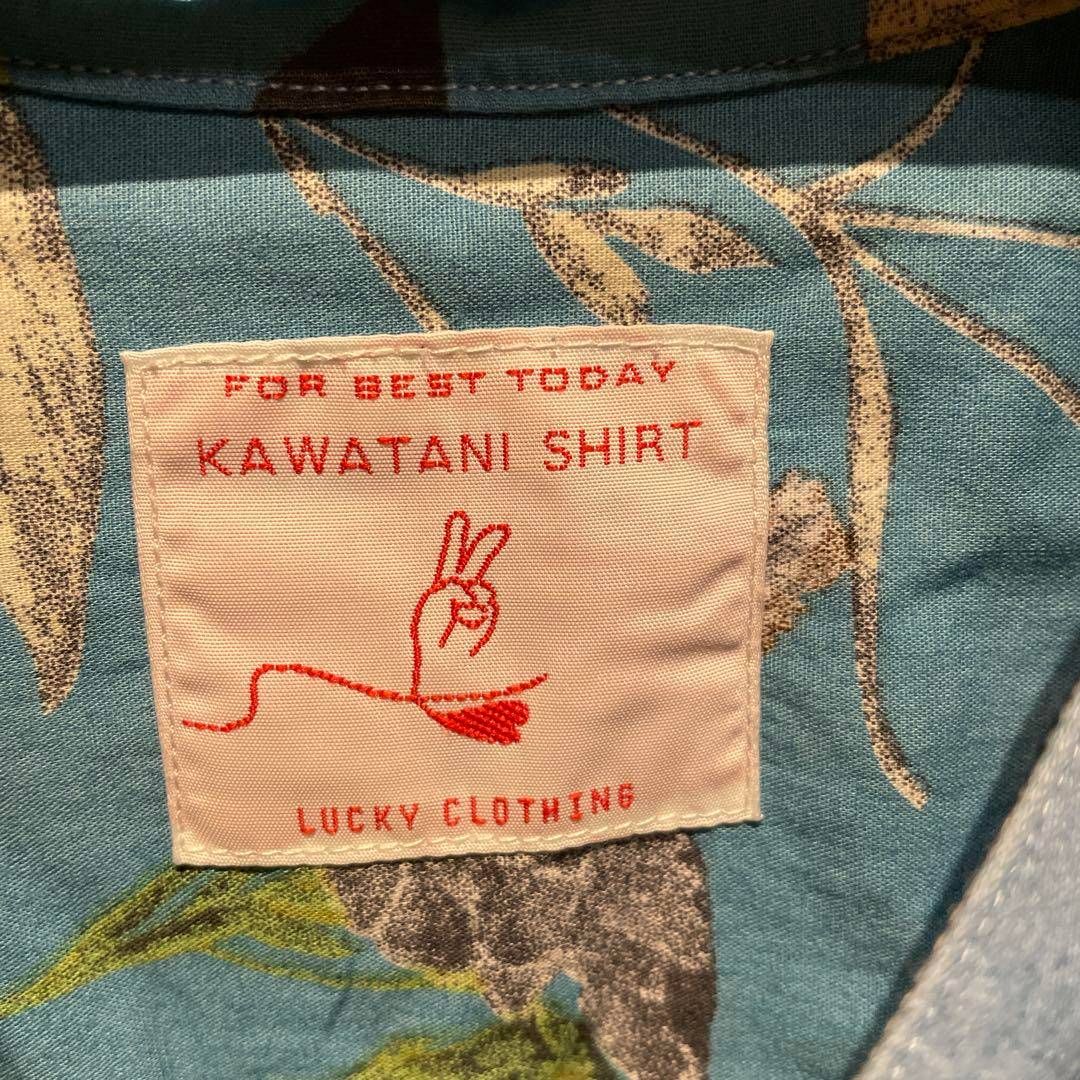 FOR BEST TODAY
KAWATANI SHIRT
LUCKY CLOTHING